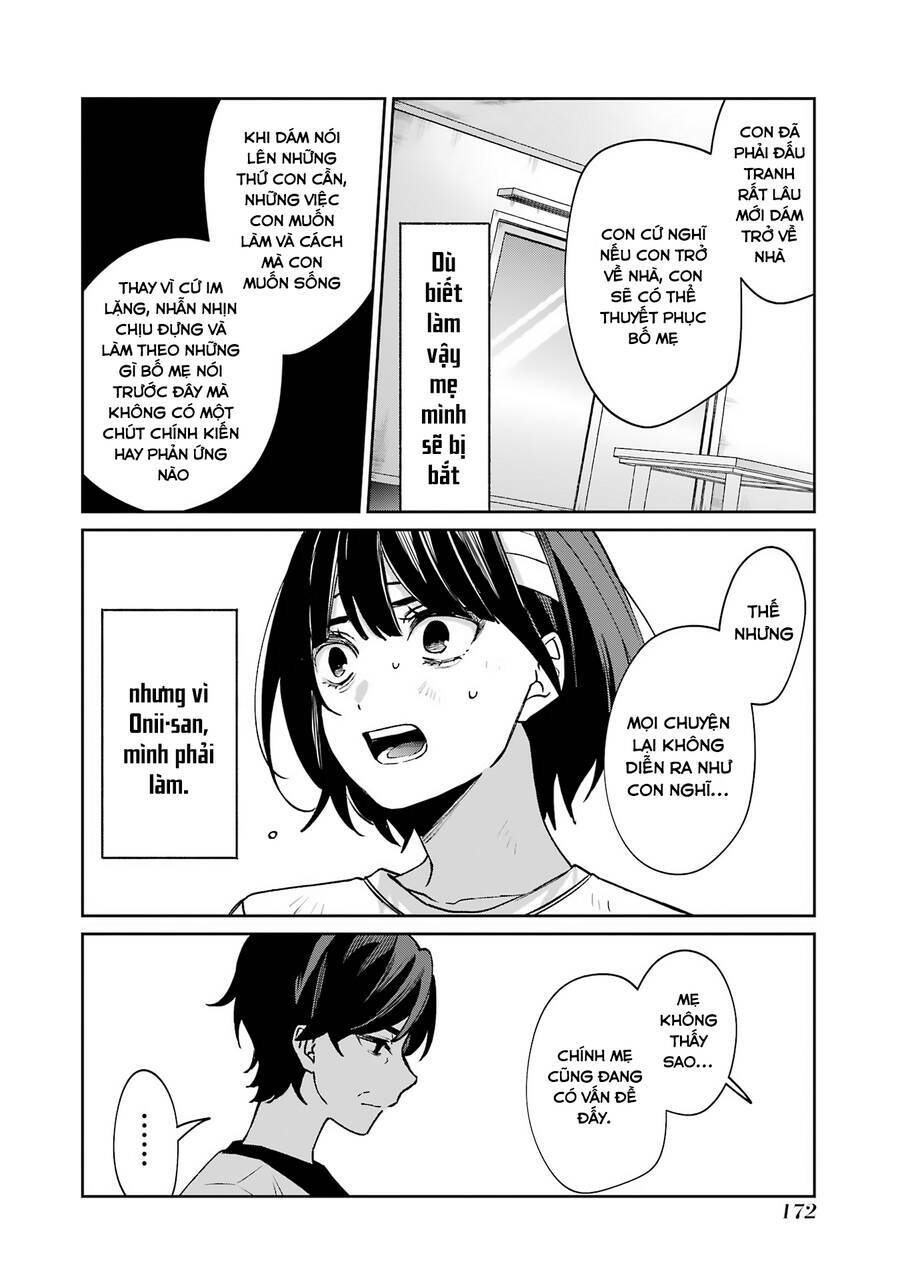 CON ĐÃ
PHẢI ĐẤU
TRANH
RẤT LÂU
MỚI DÁM
TRỞ VỀ
NHÀ
CON CỨ NGHĨ
NẾU CON TRỞ
VỀ NHÀ, CON
SẼ CÓ THỂ
THUYẾT PHỤC
BỐ MẸ
Dù
biết
làm
vậy
mẹ
mình
sẽ bị
bắt
KHI DÁM NÓI
LÊN NHỮNG
THỨ CON CẦN,
NHỮNG VIỆC
CON MUỐN
LÀM VÀ CÁCH
MÀ CON
MUỐN SỐNG
THAY VÌ CỨ IM
LẶNG, NHẪN NHỊN
CHỊU ĐỰNG VÀ
LÀM THEO NHỮNG
GÌ BỐ MẸ NÓI
TRƯỚC ĐÂY MÀ
KHÔNG CÓ MỘT
CHÚT CHÍNH KIẾN
HAY PHẢN ỨNG
NÀO
THẾ
NHƯNG
MỌI CHUYỆN
LẠI KHÔNG
DIỄN RA NHƯ
CON NGHĨ...
nhưng vì
Onii-san,
mình phải
làm.
MẸ
KHÔNG
THẤY
SAO...
CHÍNH MẸ
CŨNG ĐANG
CÓ VẤN ĐỀ
ĐẤY.
......
172